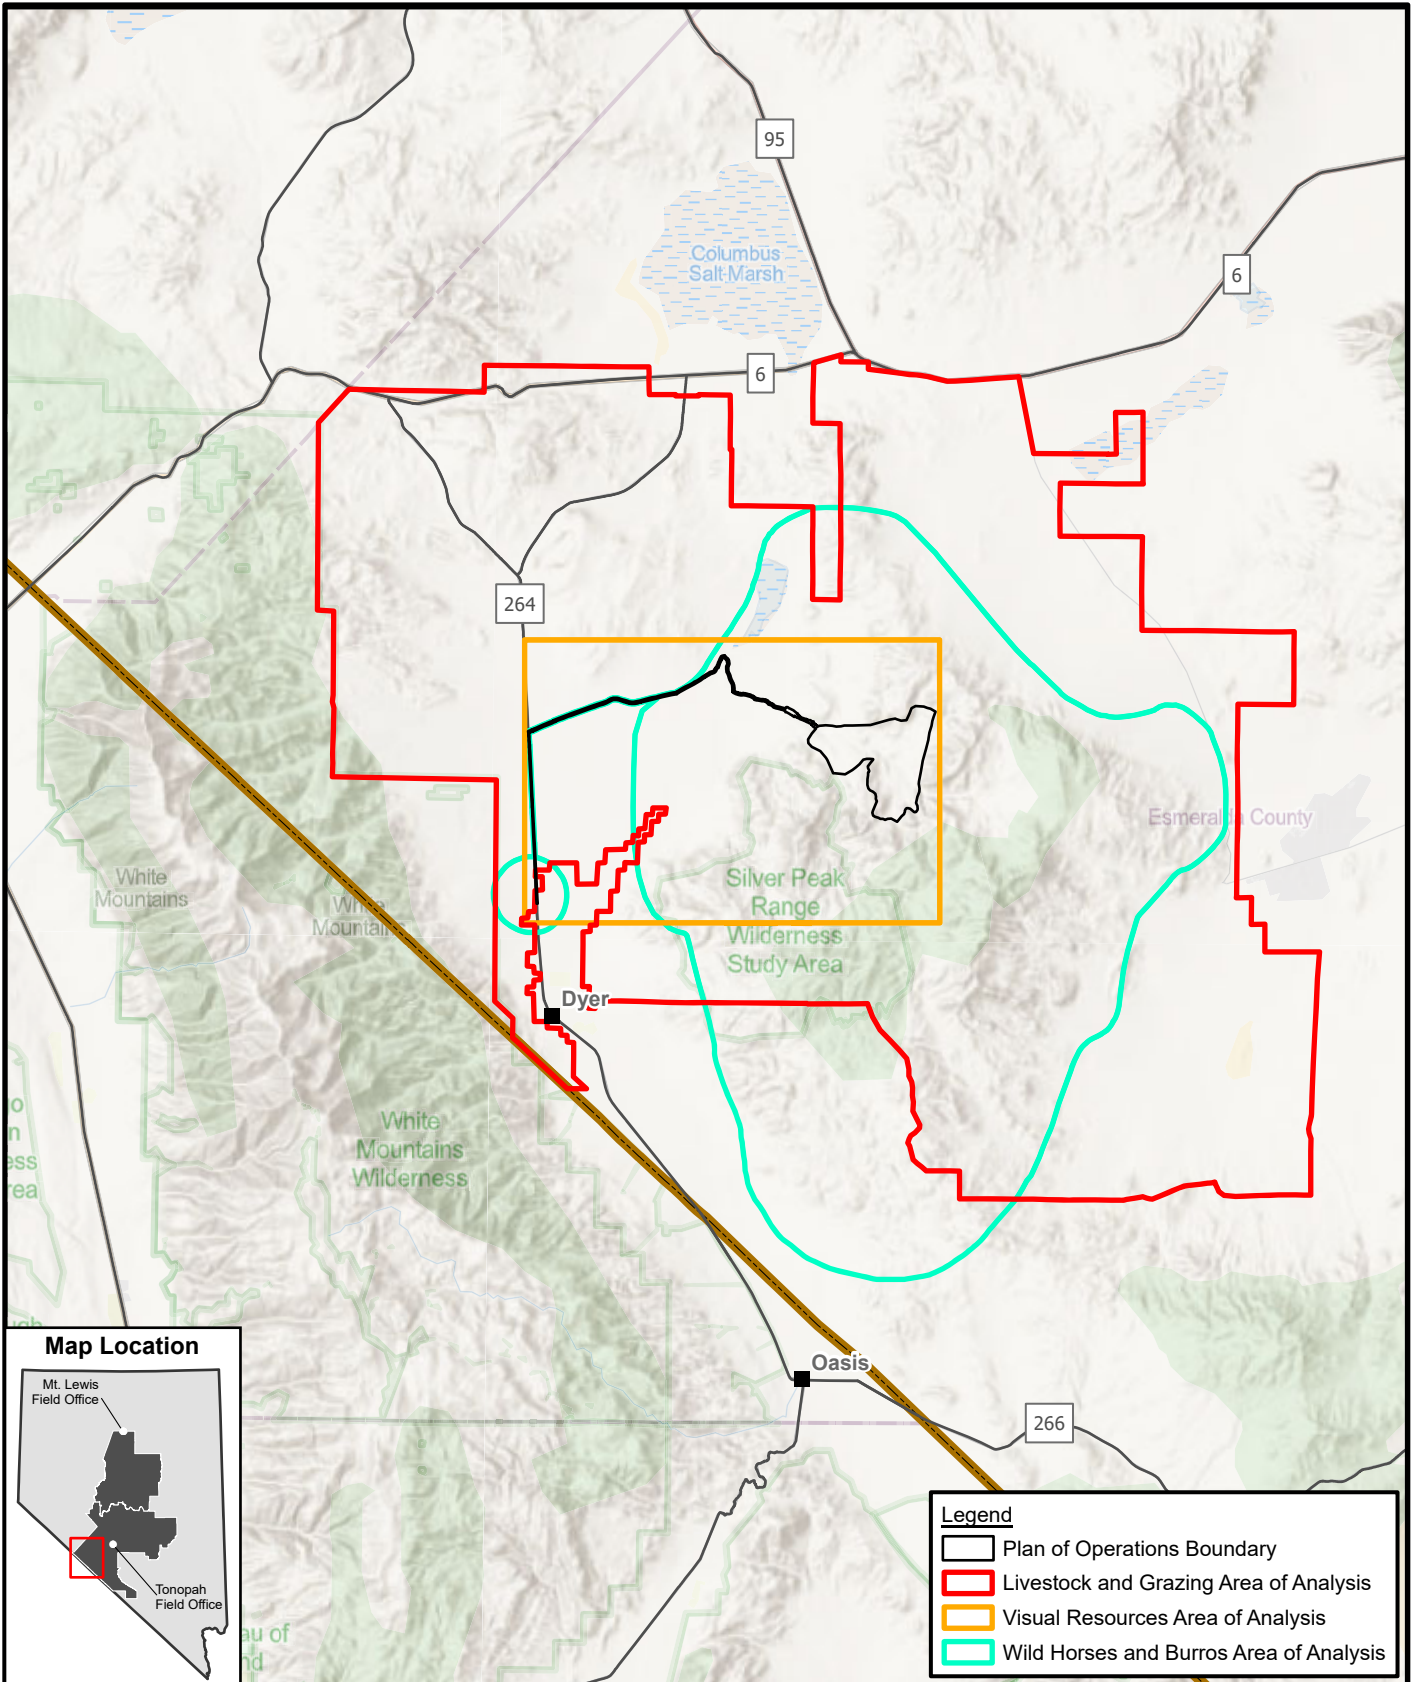 95
Columbus
Salt Marsh
6
6
264
Esmeralda County
White
Mountains
White
Mountains
Silver Peak
Range
Wilderness
Study Area
Dyer
White
Mountains
Wilderness
Oasis
266
Map Location
Mt. Lewis
Field Office
Tonopah
Field Office
Legend
Plan of Operations Boundary
Livestock and Grazing Area of Analysis
Visual Resources Area of Analysis
Wild Horses and Burros Area of Analysis